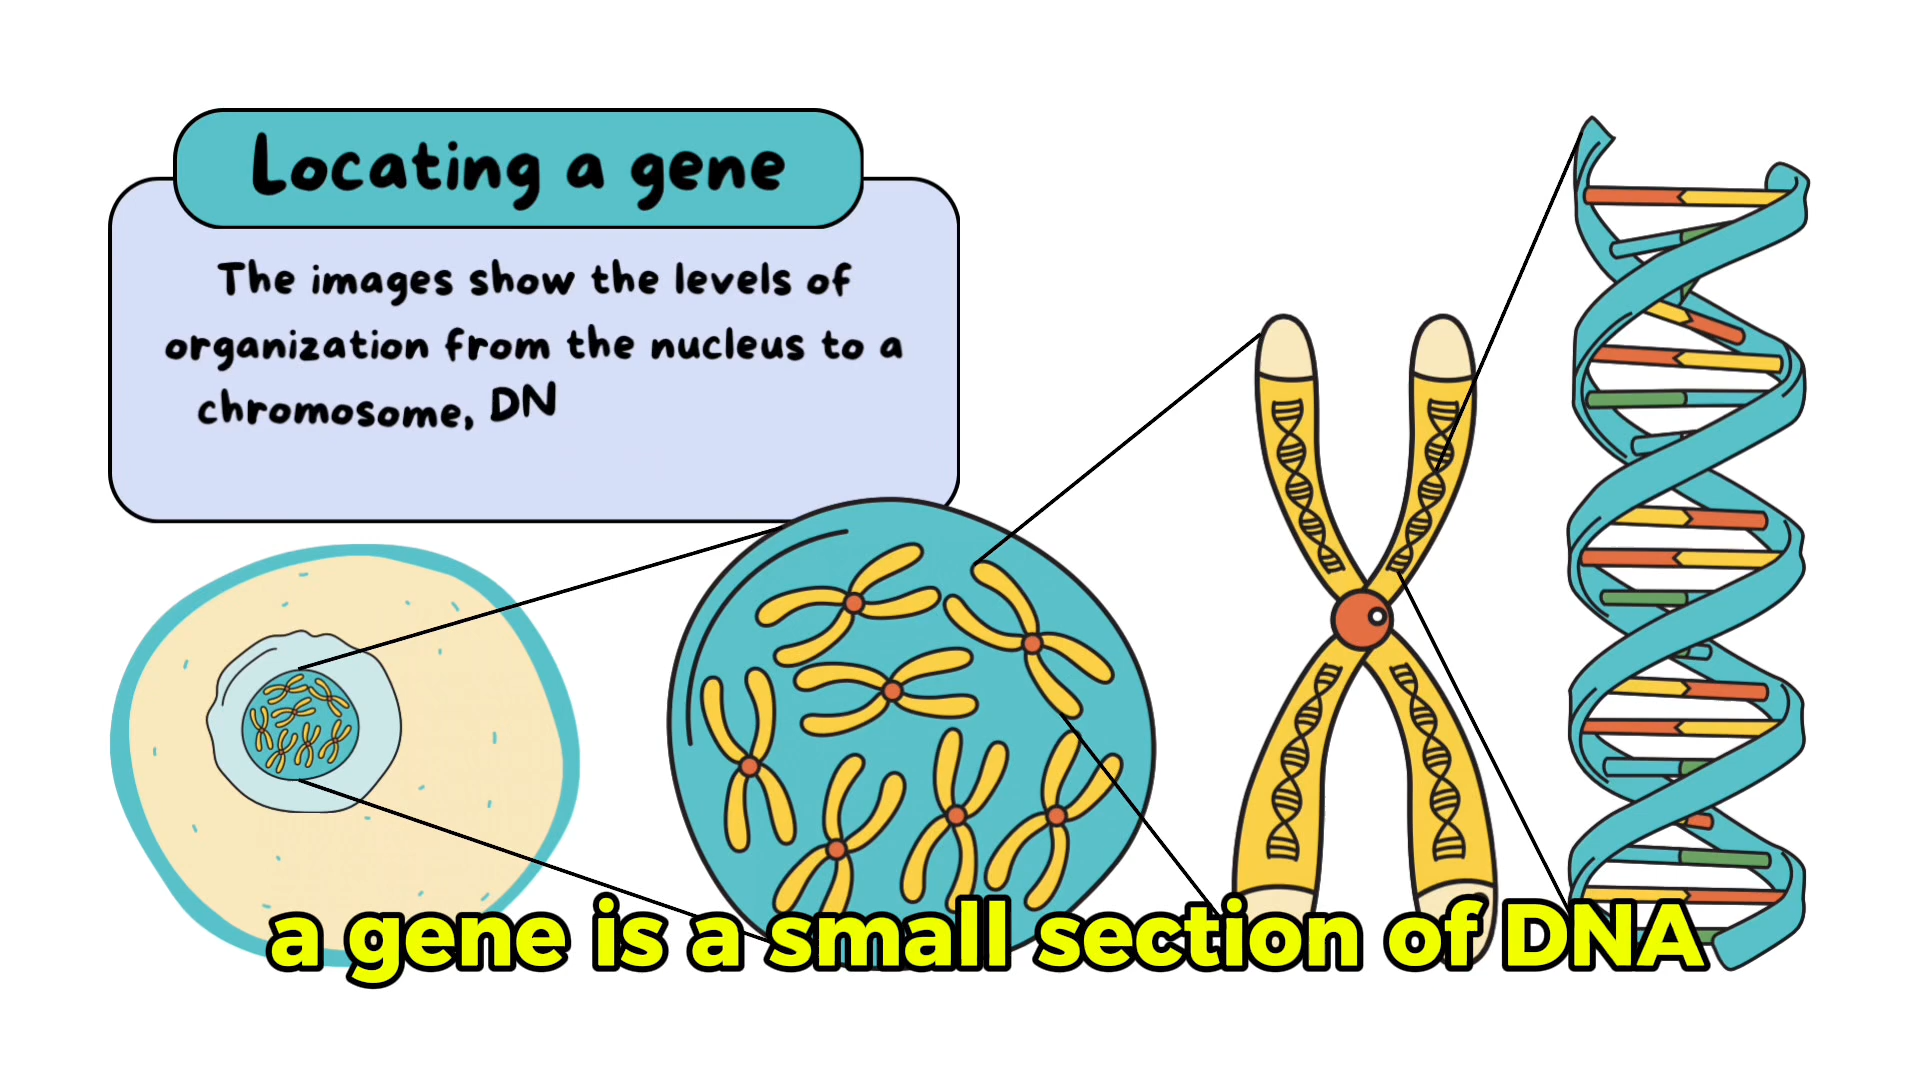 Locating a gene
The images show the levels of
organization from the nucleus to a
chromosome, DN
a gene is a small section of DNA